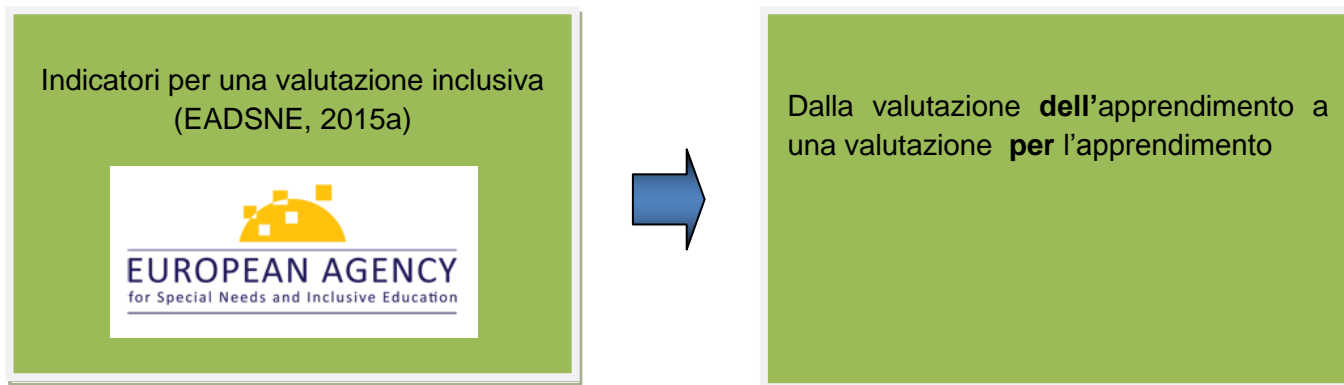 Indicatori per una valutazione inclusiva
(EADSNE, 2015a)
EUROPEAN AGENCY
for Special Needs and Inclusive Education
Dalla valutazione dell’apprendimento a
una valutazione per l’apprendimento